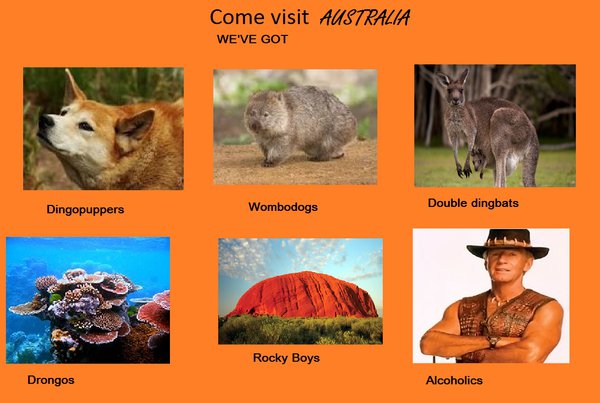 Come visit AUSTRALIA
WE'VE GOT
Dingopuppers
Wombodogs
Double dingbats
Drongos
Rocky Boys
Alcoholics